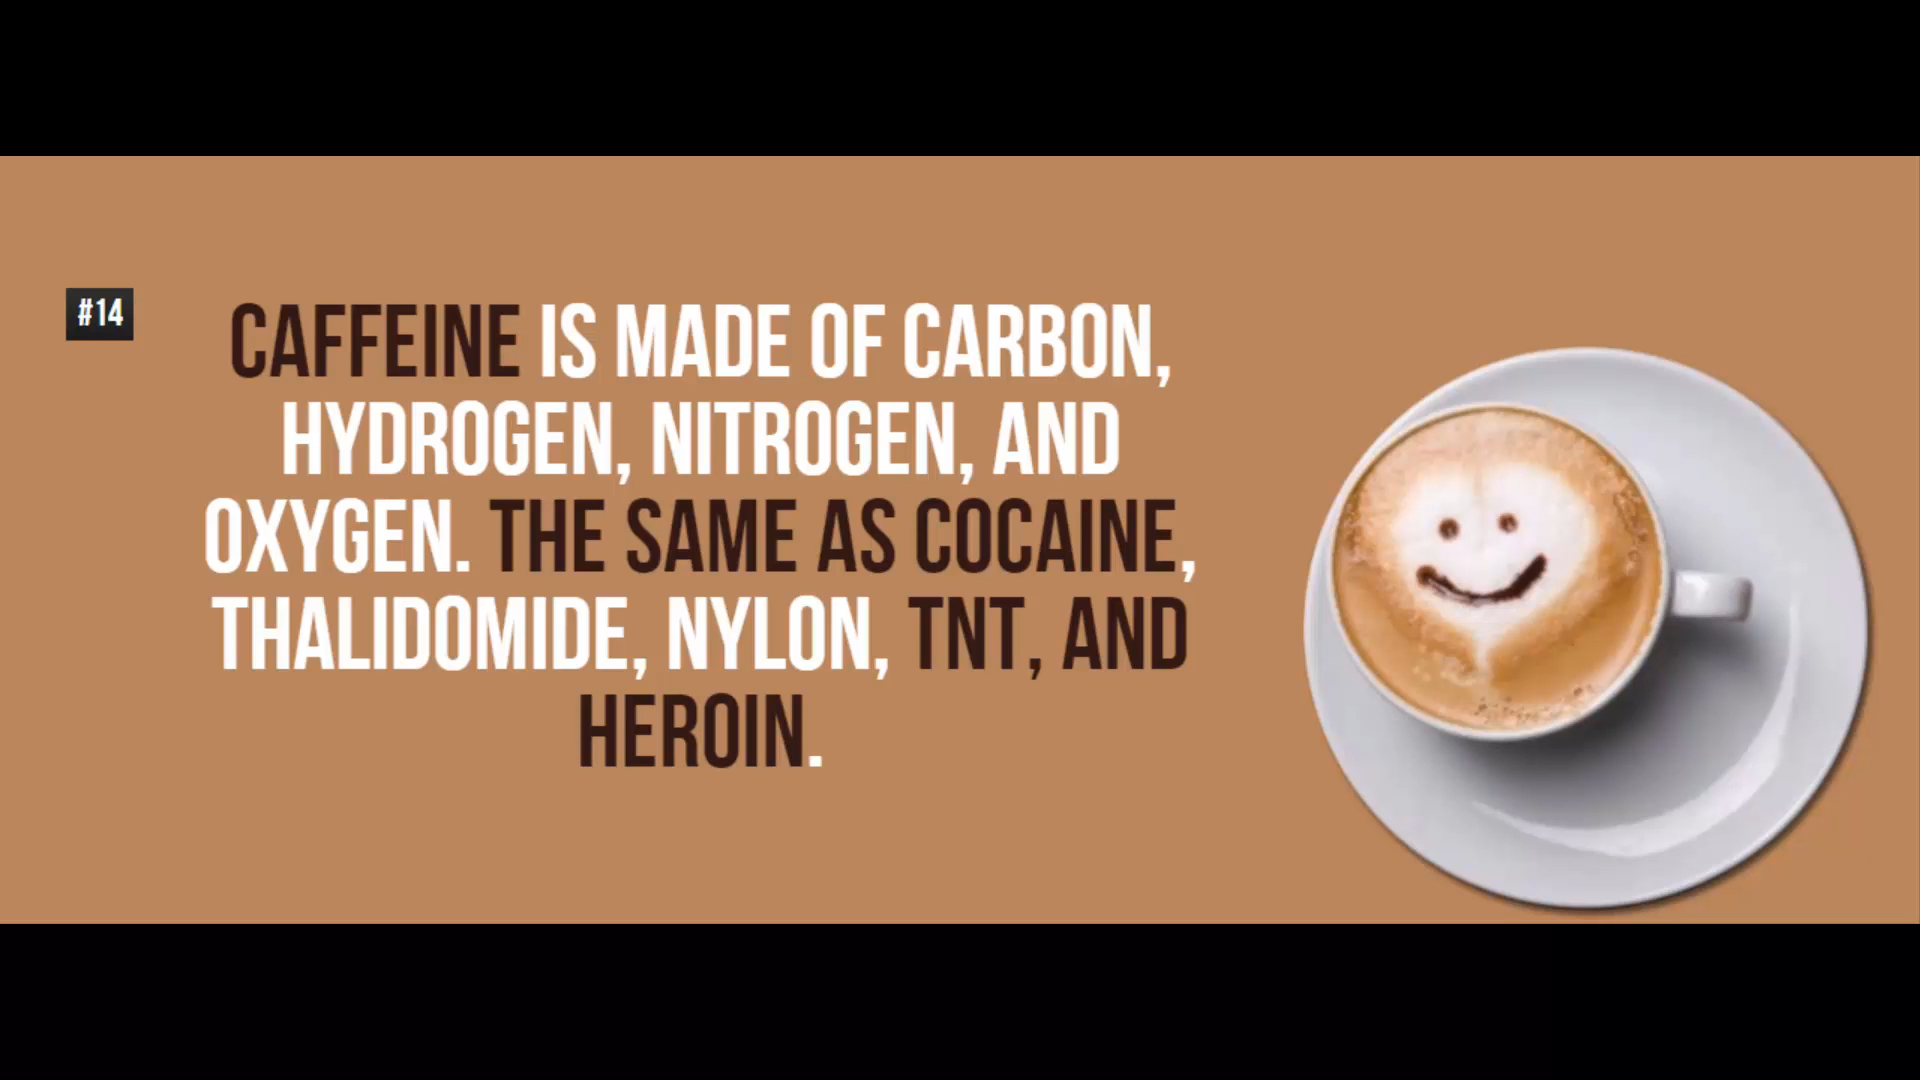 #14
CAFFEINE IS MADE OF CARBON,
HYDROGEN, NITROGEN, AND
OXYGEN. THE SAME AS COCAINE,
THALIDOMIDE, NYLON, TNT, AND
HEROIN.